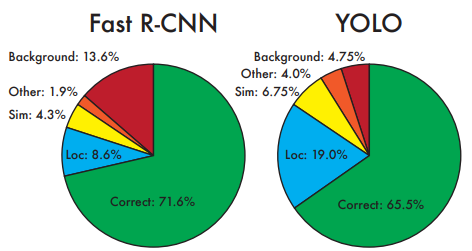 Fast R-CNN
Background: 13.6%
Other: 1.9%
Sim: 4.3%
Loc: 8.6%
Correct: 71.6%
YOLO
Background: 4.75%
Other: 4.0%
Sim: 6.75%
Loc: 19.0%
Correct: 65.5%